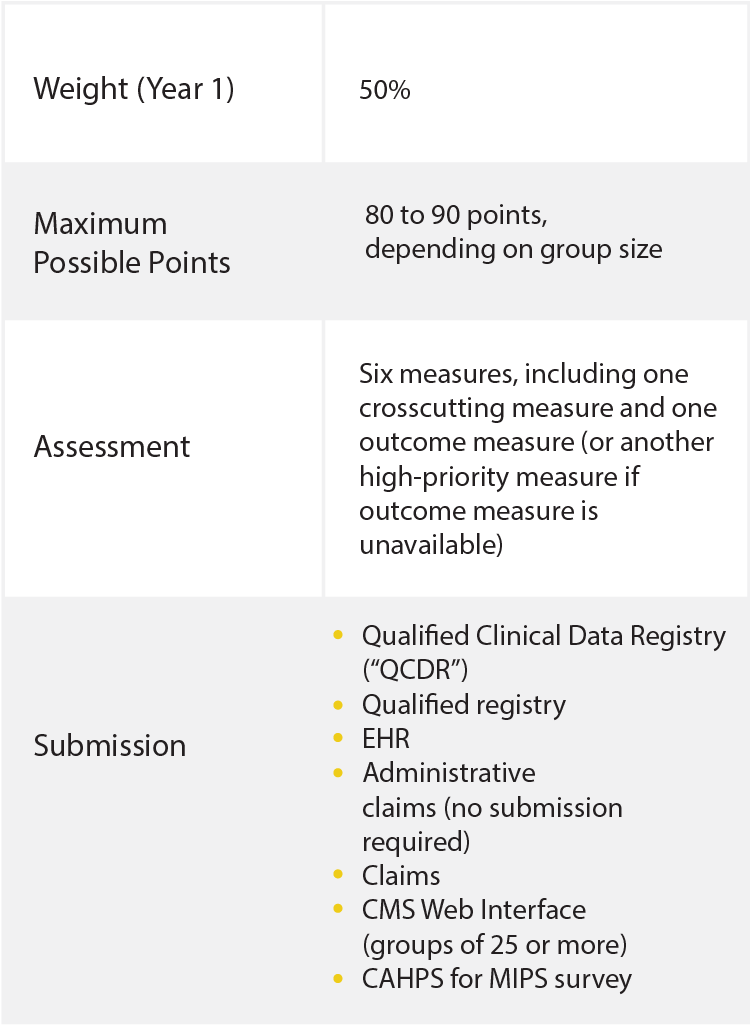 Weight (Year 1)
50%
Maximum
Possible Points
80 to 90 points,
depending on group size
Assessment
Six measures, including one
crosscutting measure and one
outcome measure (or another
high-priority measure if
outcome measure is
unavailable)
Submission
• Qualified Clinical Data Registry
(“QCDR”)
• Qualified registry
• EHR
• Administrative
claims (no submission
required)
• Claims
• CMS Web Interface
(groups of 25 or more)
• CAHPS for MIPS survey